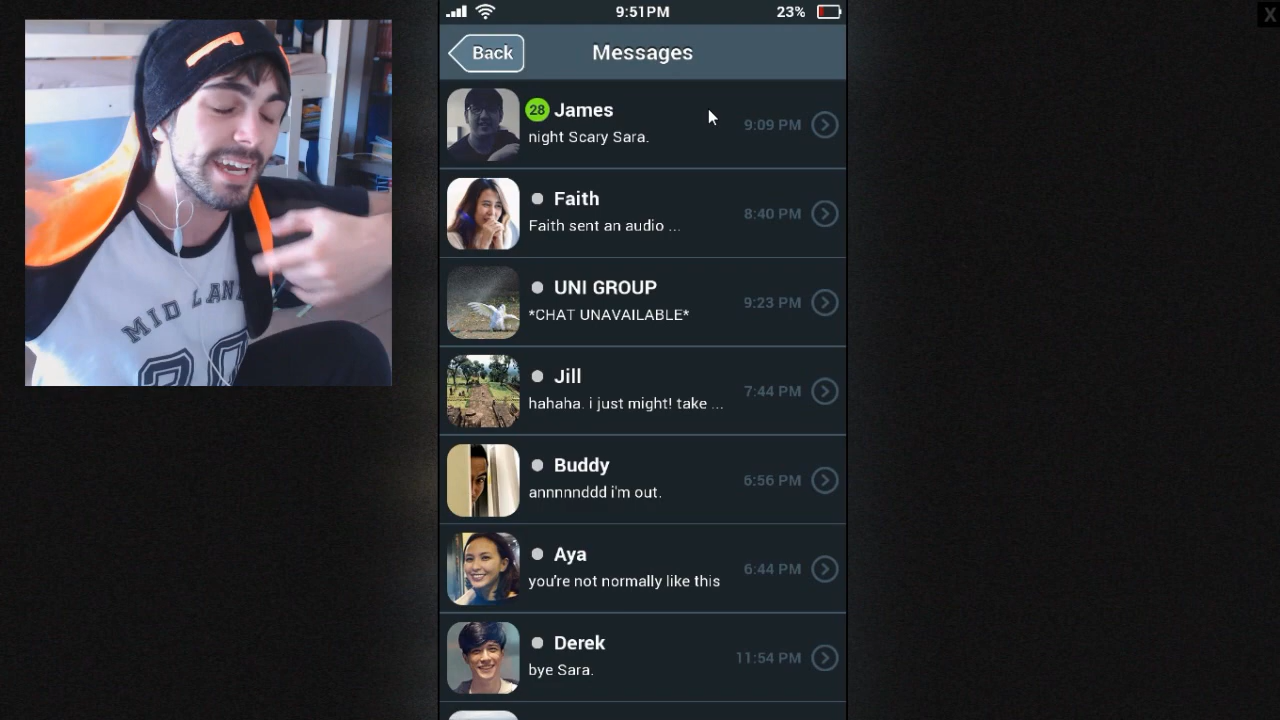 9:51PM
23%
X
Back
Messages
28 James
night Scary Sara.
9:09 PM
Faith
Faith sent an audio ...
8:40 PM
UNI GROUP
*CHAT UNAVAILABLE*
9:23 PM
Jill
hahaha. i just might! take ...
7:44 PM
Buddy
annnnnddd i'm out.
6:56 PM
Aya
you're not normally like this
6:44 PM
Derek
bye Sara.
11:54 PM
MID LAN